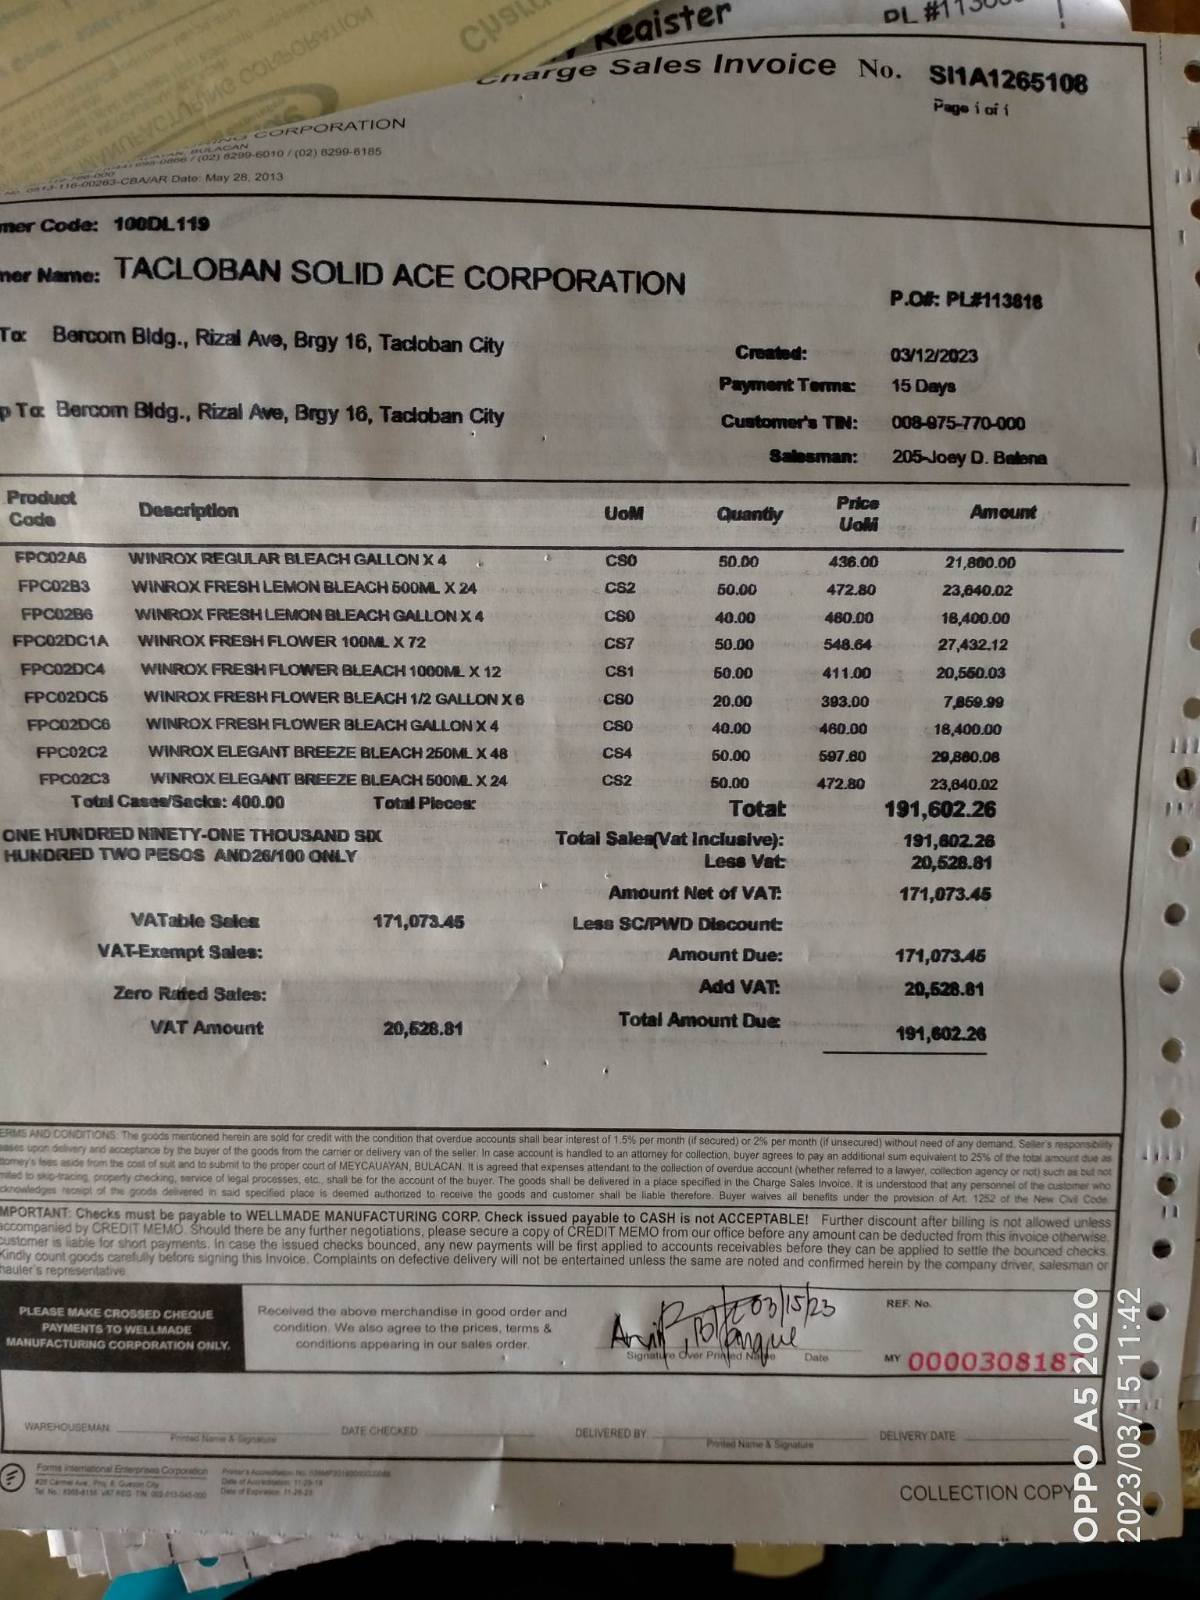 Register
PL #1130
Charge Sales Invoice No. SI1A1265108
Page 1 of 1
CORPORATION
BULACAN
/ (02) 8299-6010 / (02) 8299-6185
Date: May 28, 2013
mer Code: 100DL119
mer Name: TACLOBAN SOLID ACE CORPORATION
P.O#: PL#113816
To: Bercom Bldg., Rizal Ave, Brgy 16, Tacloban City
Created: 03/12/2023
Payment Terms: 15 Days
p To: Bercom Bldg., Rizal Ave, Brgy 16, Tacloban City
Customer's TIN: 008-975-770-000
Salesman: 205-Joey D. Balena
Product Code Description UoM Quantity Price UoM Amount
FPC02A6 WINROX REGULAR BLEACH GALLON X 4 CS0 50.00 436.00 21,800.00
FPC02B3 WINROX FRESH LEMON BLEACH 500ML X 24 CS2 50.00 472.80 23,640.02
FPC02B6 WINROX FRESH LEMON BLEACH GALLON X 4 CS0 40.00 460.00 18,400.00
FPC02DC1A WINROX FRESH FLOWER 100ML X 72 CS7 50.00 548.64 27,432.12
FPC02DC4 WINROX FRESH FLOWER BLEACH 1000ML X 12 CS1 50.00 411.00 20,550.03
FPC02DC5 WINROX FRESH FLOWER BLEACH 1/2 GALLON X 6 CS0 20.00 393.00 7,859.99
FPC02DC6 WINROX FRESH FLOWER BLEACH GALLON X 4 CS0 40.00 460.00 18,400.00
FPC02C2 WINROX ELEGANT BREEZE BLEACH 250ML X 48 CS4 50.00 597.60 29,880.08
FPC02C3 WINROX ELEGANT BREEZE BLEACH 500ML X 24 CS2 50.00 472.80 23,640.02
Total Cases/Sacks: 400.00 Total Pieces: Total: 191,602.26
ONE HUNDRED NINETY-ONE THOUSAND SIX
HUNDRED TWO PESOS AND26/100 ONLY
Total Sales(Vat Inclusive): 191,602.26
Less Vat: 20,528.81
Amount Net of VAT: 171,073.45
VATable Sales 171,073.45 Less SC/PWD Discount:
VAT-Exempt Sales: Amount Due: 171,073.45
Zero Rated Sales: Add VAT: 20,528.81
VAT Amount 20,528.81 Total Amount Due: 191,602.26
ERMS AND CONDITIONS: The goods mentioned herein are sold for credit with the condition that overdue accounts shall bear interest of 1.5% per month (if secured) or 2% per month (if unsecured) without need of any demand. Seller's responsibility
eases upon delivery and acceptance by the buyer of the goods from the carrier or delivery van of the seller. In case account is handled to an attorney for collection, buyer agrees to pay an additional sum equivalent to 25% of the total amount due as
torney's fees aside from the cost of suit and to submit to the proper court of MEYCAUAYAN, BULACAN. It is agreed that expenses attendant to the collection of overdue account (whether referred to a lawyer, collection agency or not) such as but not
mited to skip-tracing, property checking, service of legal processes, etc., shall be for the account of the buyer. The goods shall be delivered in a place specified in the Charge Sales Invoice. It is understood that any personnel of the customer who
cknowledges receipt of the goods delivered in said specified place is deemed authorized to receive the goods and customer shall be liable therefore. Buyer waives all benefits under the provision of Art. 1252 of the New Civil Code.
MPORTANT: Checks must be payable to WELLMADE MANUFACTURING CORP. Check issued payable to CASH is not ACCEPTABLE! Further discount after billing is not allowed unless
accompanied by CREDIT MEMO. Should there be any further negotiations, please secure a copy of CREDIT MEMO from our office before any amount can be deducted from this invoice otherwise,
customer is liable for short payments. In case the issued checks bounced, any new payments will be first applied to accounts receivables before they can be applied to settle the bounced checks.
Kindly count goods carefully before signing this Invoice. Complaints on defective delivery will not be entertained unless the same are noted and confirmed herein by the company driver, salesman or
hauler's representative
PLEASE MAKE CROSSED CHEQUE
PAYMENTS TO WELLMADE
MANUFACTURING CORPORATION ONLY.
Received the above merchandise in good order and
condition. We also agree to the prices, terms &
conditions appearing in our sales order.
03/15/23
Signature Over Printed Name Date
REF. No.
MY 0000308187
WAREHOUSEMAN DATE CHECKED DELIVERED BY DELIVERY DATE
Printed Name & Signature Printed Name & Signature
Forms International Enterprises Corporation
Date of Accreditation: 11-29-18
COLLECTION COPY
OPPO A5 2020
2023/03/15 11:42